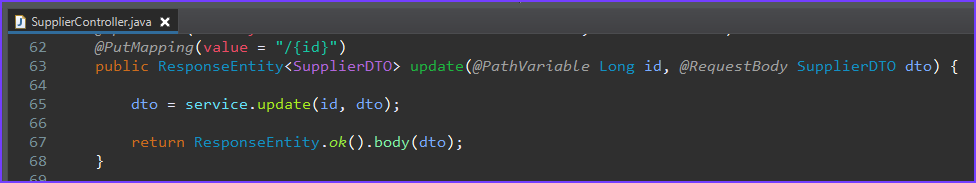 SupplierController.java
62 @PutMapping(value = "/{id}")
63 public ResponseEntity<SupplierDTO> update(@PathVariable Long id, @RequestBody SupplierDTO dto) {
64
65 dto = service.update(id, dto);
66
67 return ResponseEntity.ok().body(dto);
68 }
69